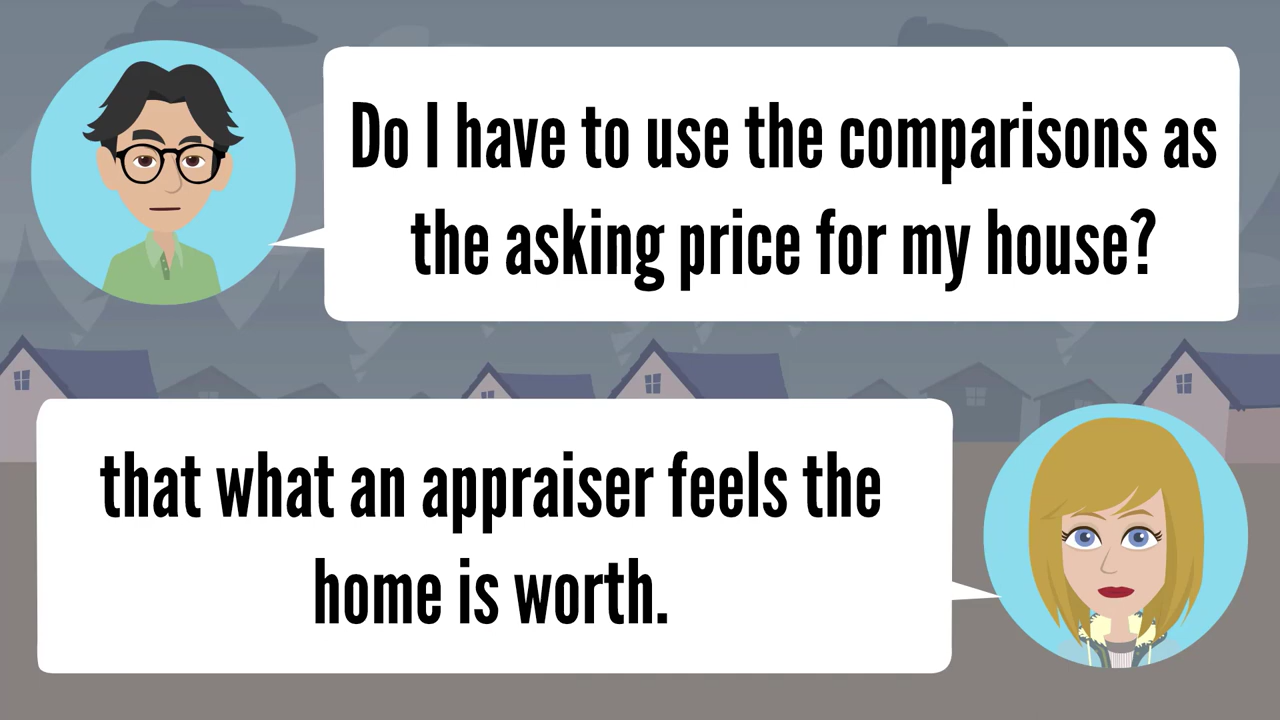 Do I have to use the comparisons as
the asking price for my house?
that what an appraiser feels the
home is worth.